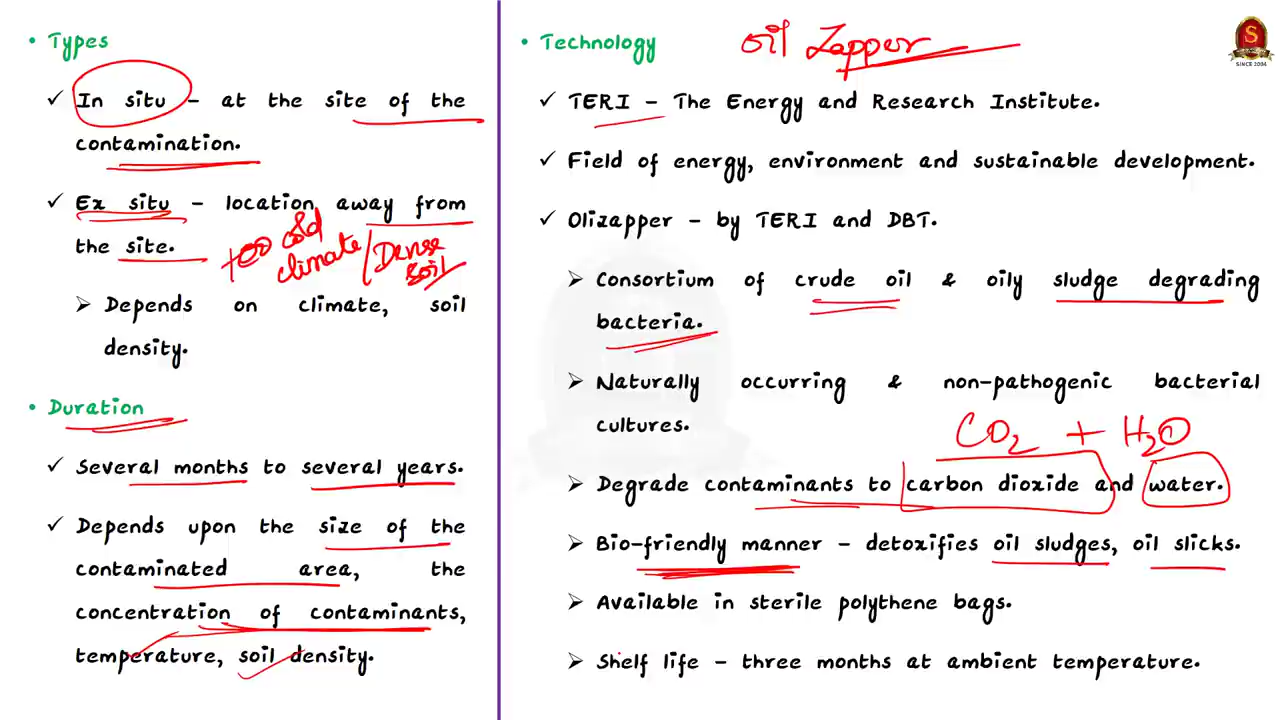 • Types
✓ In situ - at the site of the
contamination.
✓ Ex situ - location away from
the site.
too cold
climate / Dense
soil
➢ Depends on climate, soil
density.
• Duration
✓ Several months to several years.
✓ Depends upon the size of the
contaminated area, the
concentration of contaminants,
temperature, soil density.
• Technology
Oil Zapper
✓ TERI - The Energy and Research Institute.
✓ Field of energy, environment and sustainable development.
✓ Olizapper - by TERI and DBT.
➢ Consortium of crude oil & oily sludge degrading
bacteria.
➢ Naturally occurring & non-pathogenic bacterial
cultures.
CO2 + H2O
➢ Degrade contaminants to carbon dioxide and water.
➢ Bio-friendly manner - detoxifies oil sludges, oil slicks.
➢ Available in sterile polythene bags.
➢ Shelf life - three months at ambient temperature.
S
SINCE 2004